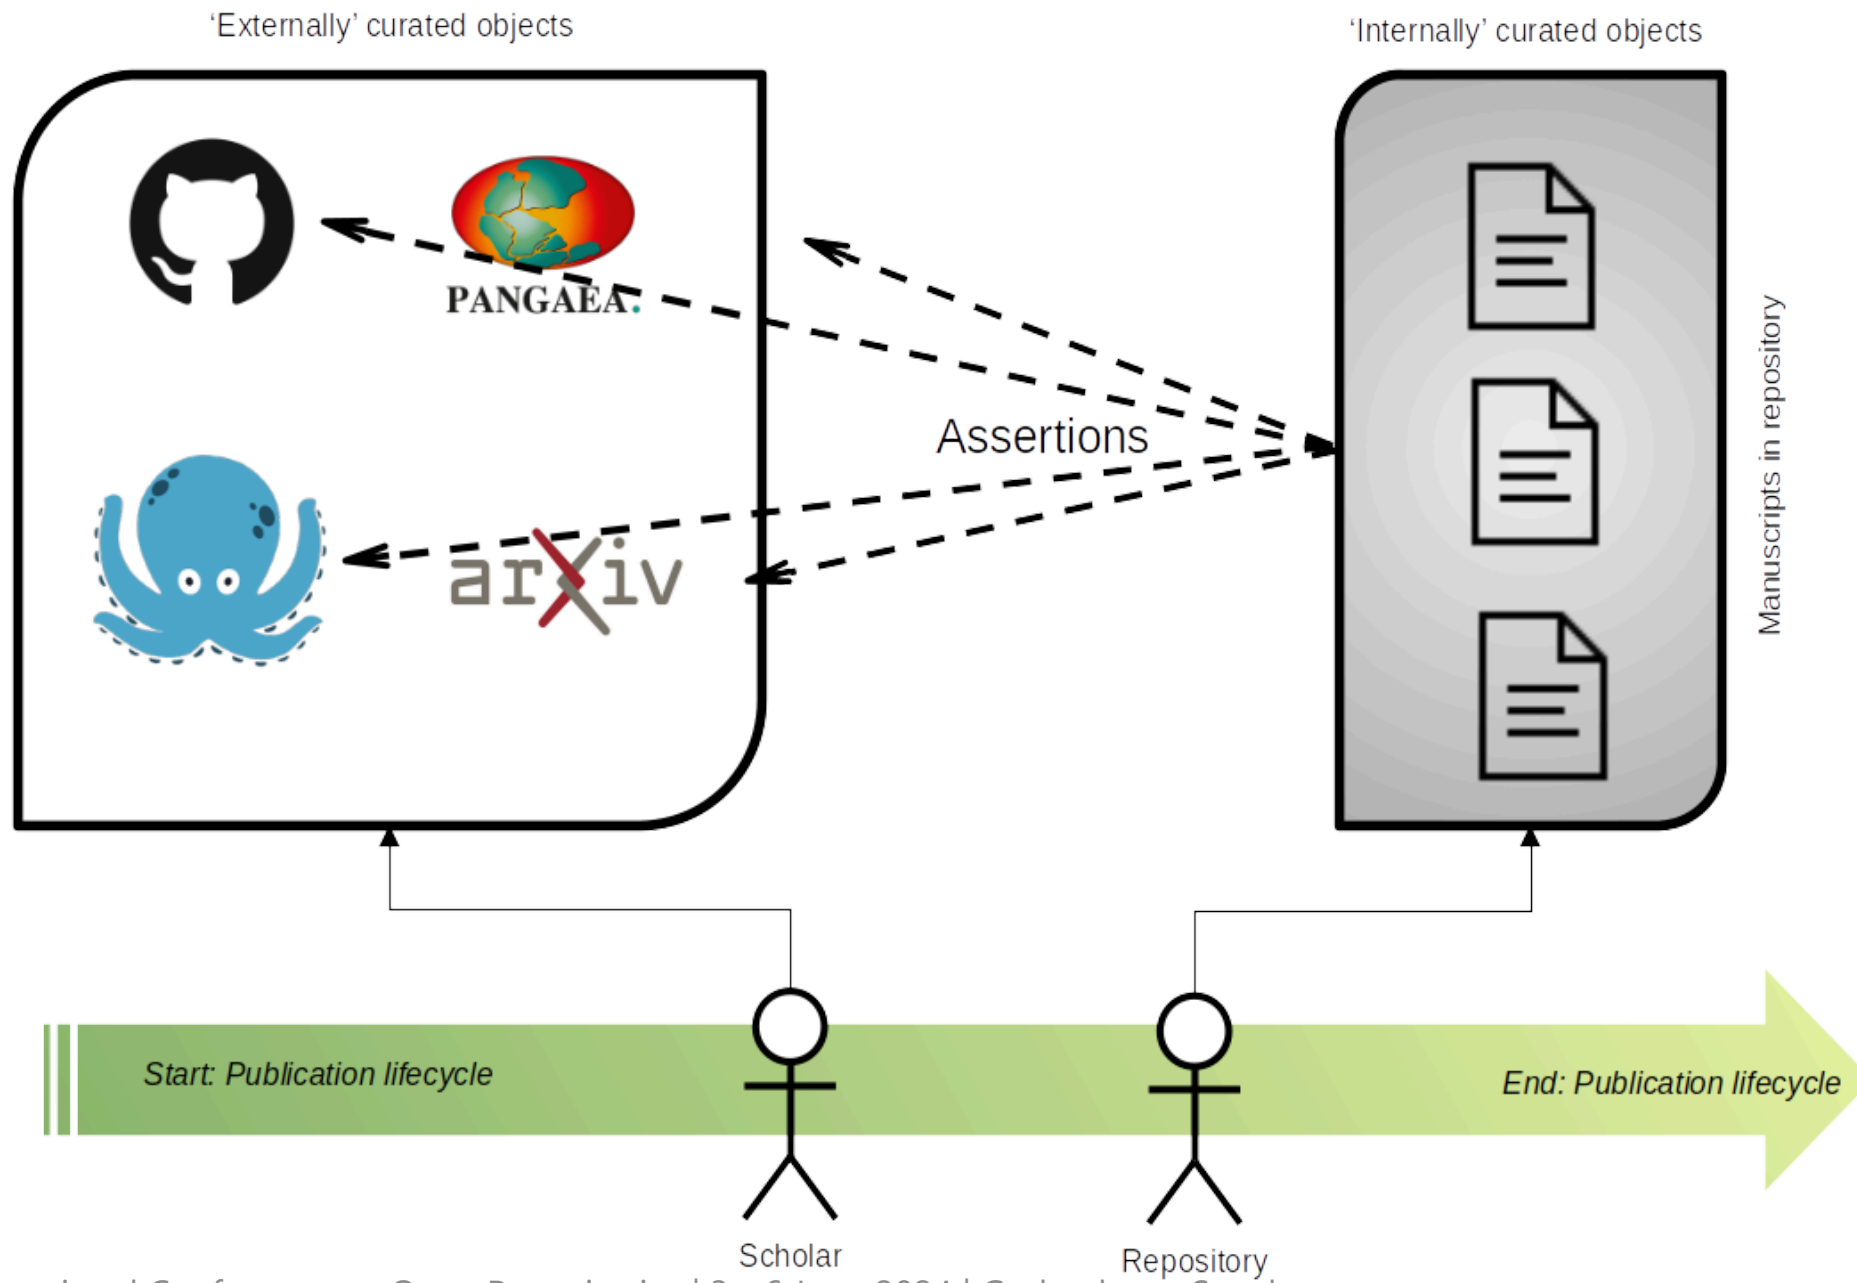 ‘Externally’ curated objects
‘Internally’ curated objects
PANGAEA.
Manuscripts in repository
Assertions
arXiv
Start: Publication lifecycle
End: Publication lifecycle
Scholar
Repository